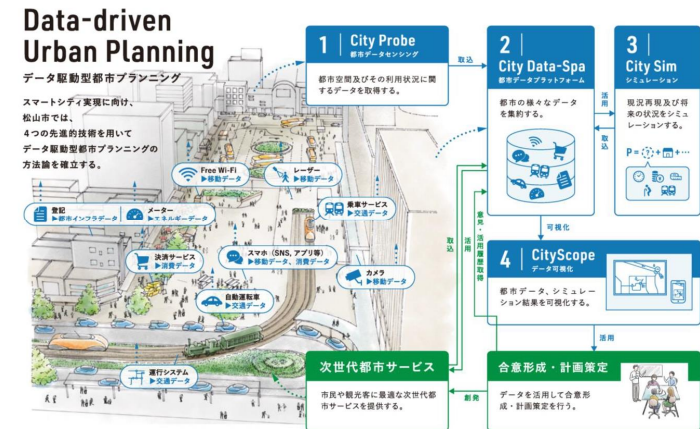 Data-driven
Urban Planning
データ駆動型都市プランニング
スマートシティ実現に向け、
松山市では、
4つの先進的技術を用いて
データ駆動型都市プランニングの
方法論を確立する。
1 City Probe
都市データセンシング
都市空間及びその利用状況に関
するデータを取得する。
取込
2
City Data-Spa
都市データプラットフォーム
都市の様々なデータ
を集約する。
活用
取込
3
City Sim
シミュレーション
現況再現及び将
来の状況をシミュ
レーションする。
P=?+
Free Wi-Fi
▶移動データ
レーザー
▶移動データ
乗車サービス
▶交通データ
登記
▶都市インフラデータ
メーター
▶エネルギーデータ
決済サービス
▶消費データ
スマホ（SNS, アプリ等）
▶移動データ、消費データ
カメラ
▶移動データ
自動運転車
▶交通データ
運行システム
▶交通データ
取込
活用
意見・活用履歴取得
可視化
4 CityScope
データ可視化
都市データ、シミュレー
ション結果を可視化する。
活用
次世代都市サービス
市民や観光客に最適な次世代都
市サービスを提供する。
創発
合意形成・計画策定
データを活用して合意形
成・計画策定を行う。